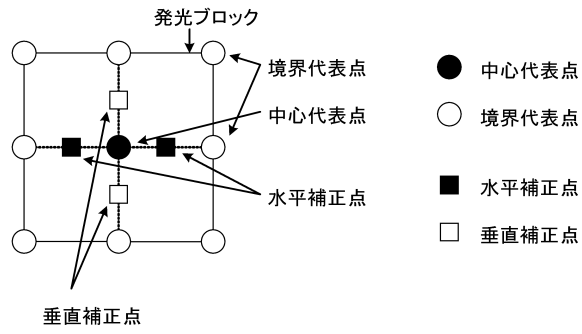 発光ブロック
境界代表点
中心代表点
水平補正点
垂直補正点
中心代表点
境界代表点
水平補正点
垂直補正点